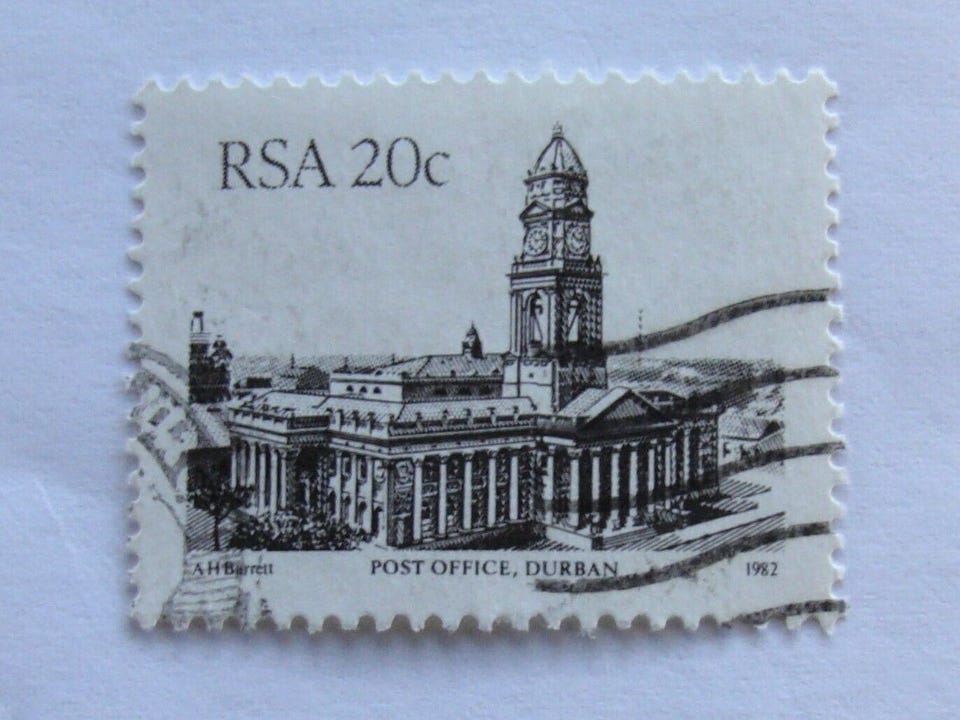 RSA 20c
A H Barrett POST OFFICE, DURBAN 1982